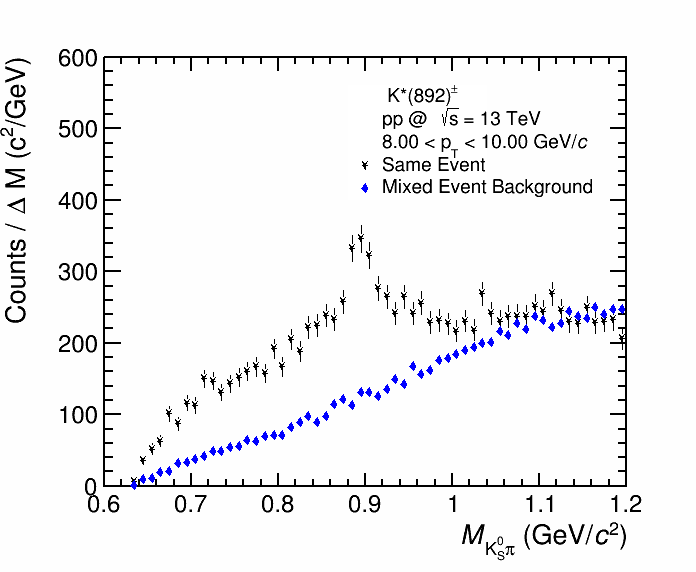 Counts / Δ M (c²/GeV)
600
500
400
300
200
100
0
K*(892)±
pp @ √s = 13 TeV
8.00 < p_T < 10.00 GeV/c
Same Event
Mixed Event Background
0.6 0.7 0.8 0.9 1 1.1 1.2
M_K⁰_Sπ (GeV/c²)